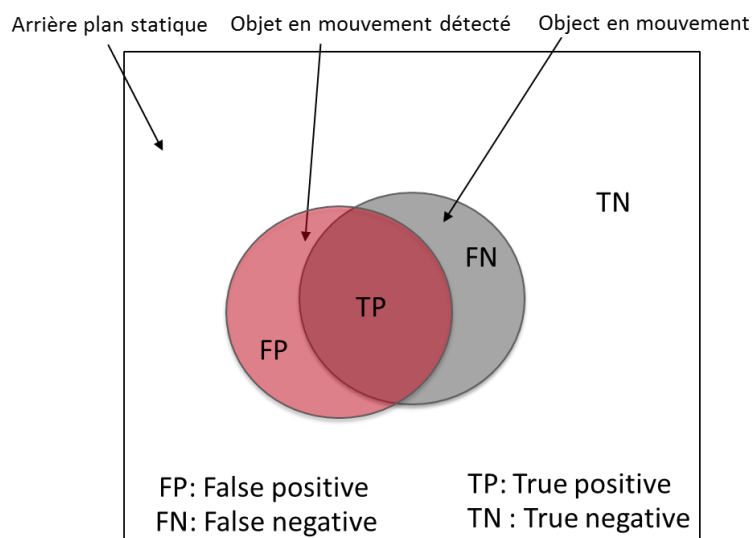 Arrière plan statique
Objet en mouvement détecté
Object en mouvement
TN
FN
TP
FP
FP: False positive
FN: False negative
TP: True positive
TN : True negative